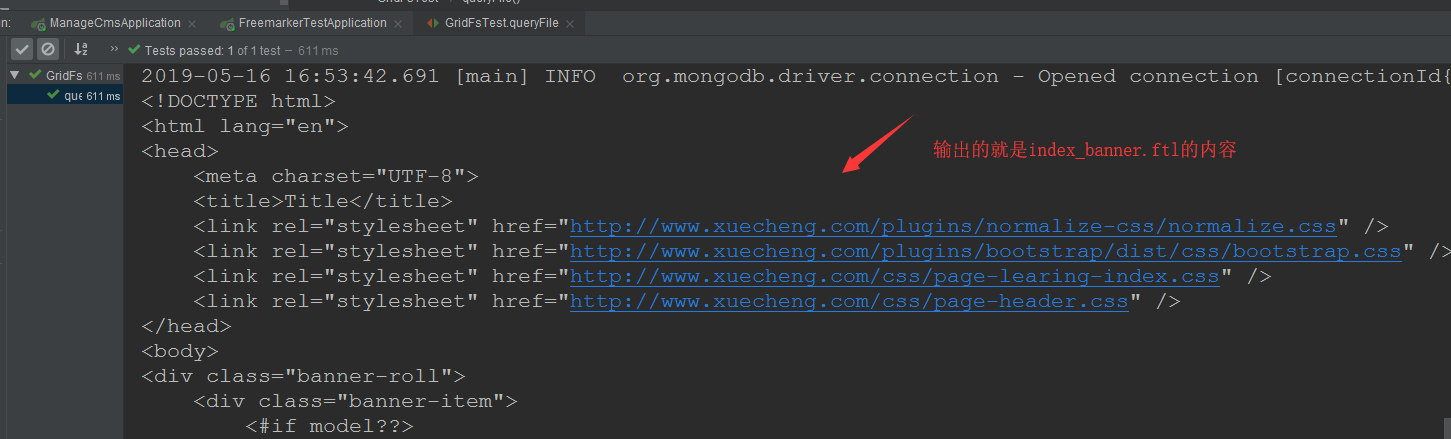 GridFsTest queryFile()
n: ManageCmsApplication × FreemarkerTestApplication × GridFsTest.queryFile ×
Tests passed: 1 of 1 test – 611 ms
GridFs 611 ms
que 611 ms
2019-05-16 16:53:42.691 [main] INFO  org.mongodb.driver.connection - Opened connection [connectionId{
<!DOCTYPE html>
<html lang="en">
<head>
输出的就是index_banner.ftl的内容
    <meta charset="UTF-8">
    <title>Title</title>
    <link rel="stylesheet" href="http://www.xuecheng.com/plugins/normalize-css/normalize.css" />
    <link rel="stylesheet" href="http://www.xuecheng.com/plugins/bootstrap/dist/css/bootstrap.css" />
    <link rel="stylesheet" href="http://www.xuecheng.com/css/page-learing-index.css" />
    <link rel="stylesheet" href="http://www.xuecheng.com/css/page-header.css" />
</head>
<body>
<div class="banner-roll">
    <div class="banner-item">
        <#if model??>